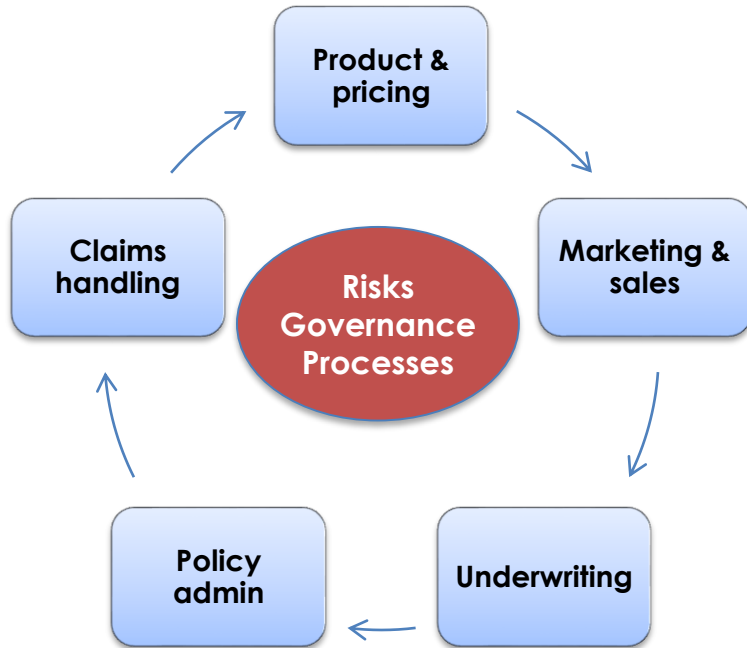 Product &
pricing
Marketing &
sales
Underwriting
Policy
admin
Claims
handling
Risks
Governance
Processes